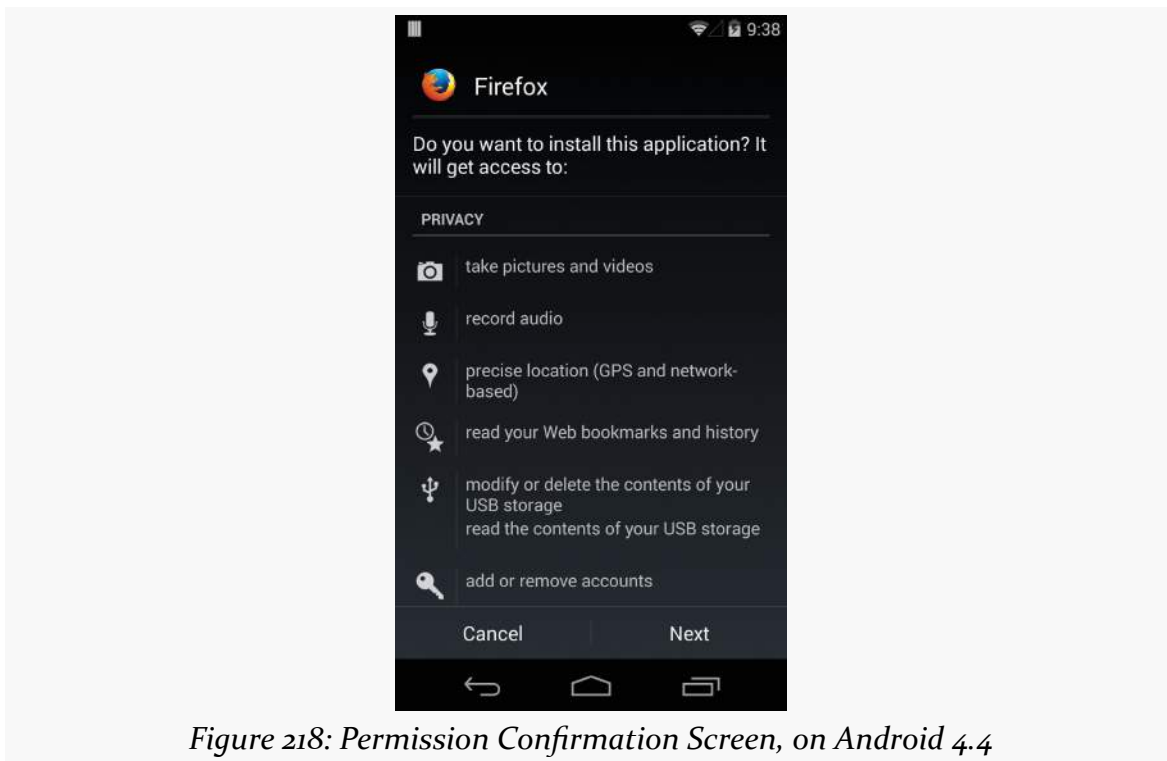 9:38
Firefox
Do you want to install this application? It
will get access to:
PRIVACY
take pictures and videos
record audio
precise location (GPS and network-
based)
read your Web bookmarks and history
modify or delete the contents of your
USB storage
read the contents of your USB storage
add or remove accounts
Cancel Next
Figure 218: Permission Confirmation Screen, on Android 4.4